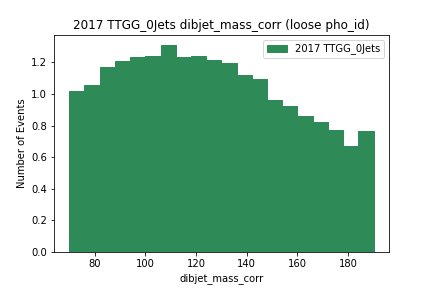 2017 TTGG_0Jets dibjet_mass_corr (loose pho_id)
2017 TTGG_0Jets
Number of Events
1.2
1.0
0.8
0.6
0.4
0.2
0.0
80 100 120 140 160 180
dibjet_mass_corr